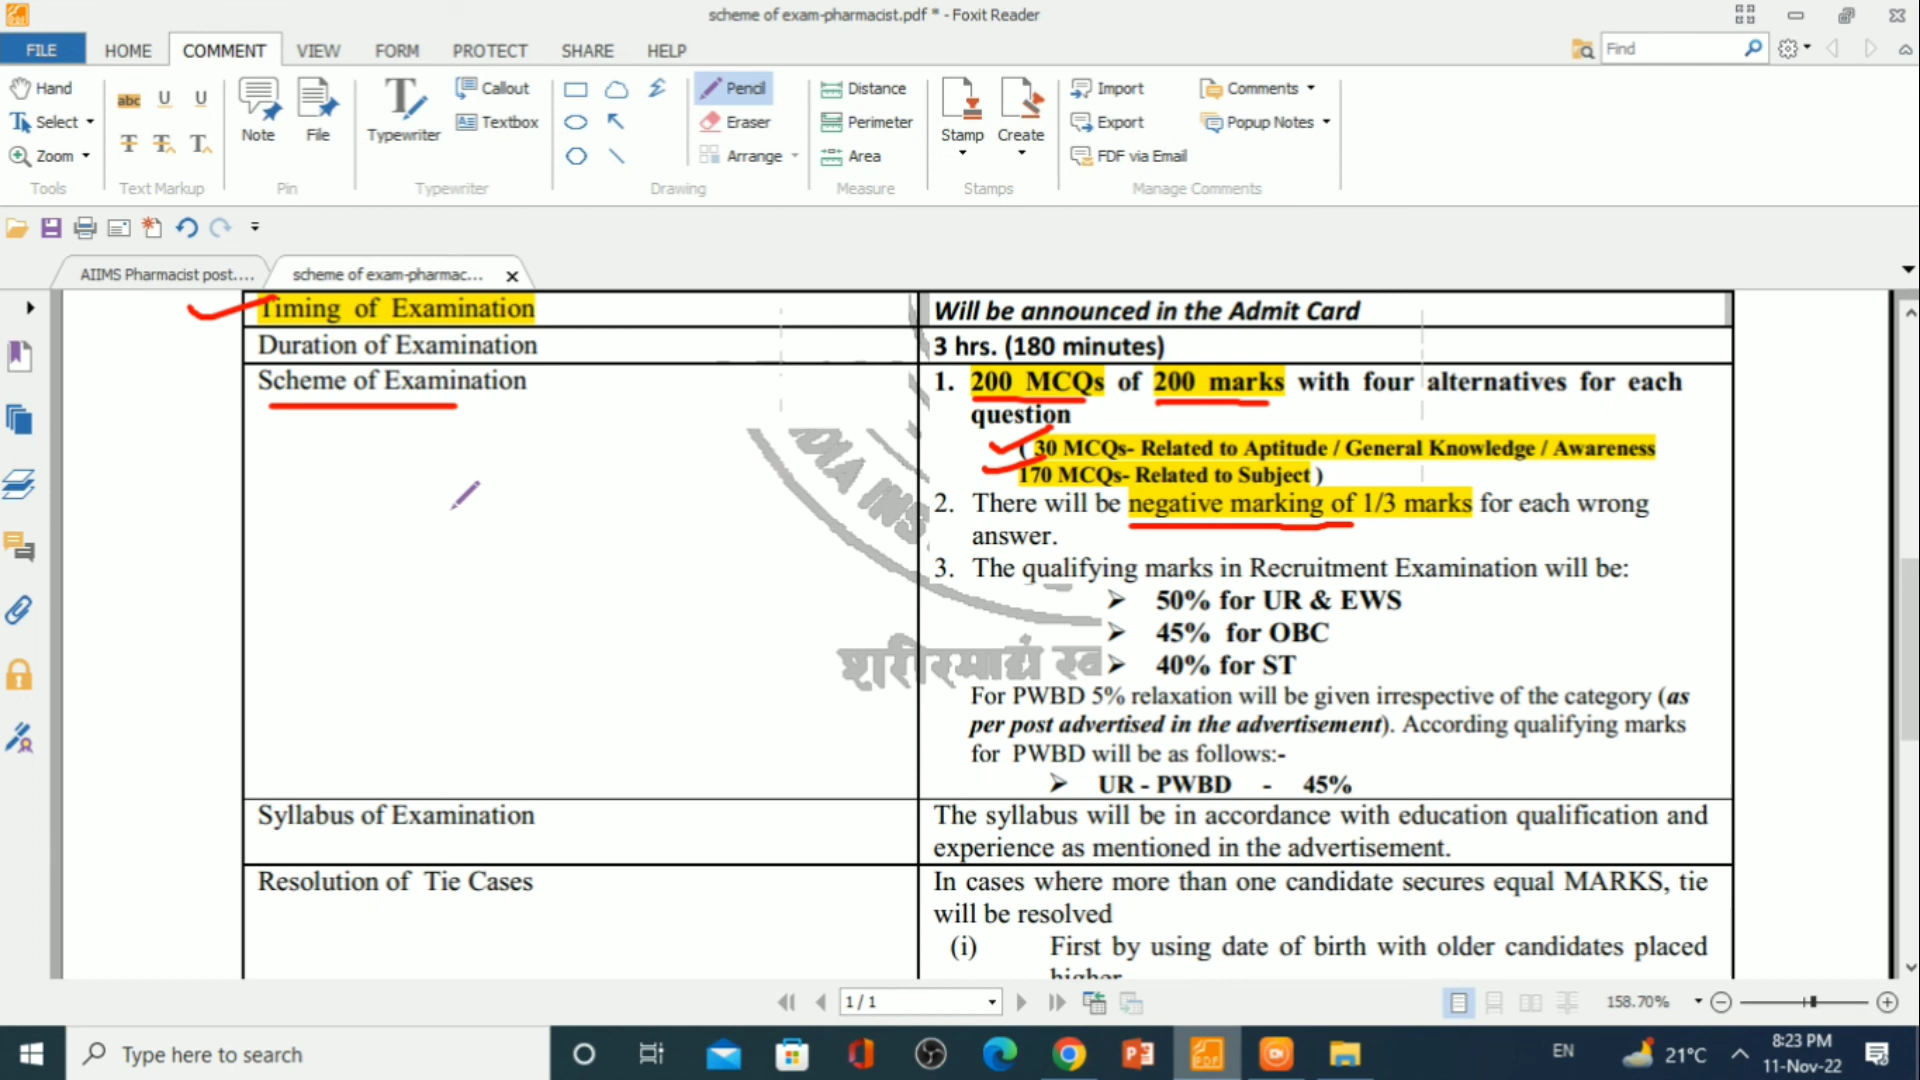 scheme of exam-pharmacist.pdf * - Foxit Reader
FILE HOME COMMENT VIEW FORM PROTECT SHARE HELP
Find
Hand
Select
Zoom
Tools
abc U U
T T T
Text Markup
Note
File
Pin
Typewriter
Callout
Textbox
Typewriter
Drawing
Pencil
Eraser
Arrange
Distance
Perimeter
Area
Measure
Stamp
Create
Stamps
Import
Export
FDF via Email
Comments
Popup Notes
Manage Comments
AIIMS Pharmacist post....
scheme of exam-pharmac...
Timing of Examination
Will be announced in the Admit Card
Duration of Examination
3 hrs. (180 minutes)
Scheme of Examination
1. 200 MCQs of 200 marks with four alternatives for each
question
( 30 MCQs- Related to Aptitude / General Knowledge / Awareness
170 MCQs- Related to Subject )
2. There will be negative marking of 1/3 marks for each wrong
answer.
3. The qualifying marks in Recruitment Examination will be:
➢ 50% for UR & EWS
➢ 45% for OBC
➢ 40% for ST
For PWBD 5% relaxation will be given irrespective of the category (as
per post advertised in the advertisement). According qualifying marks
for PWBD will be as follows:-
➢ UR - PWBD - 45%
Syllabus of Examination
The syllabus will be in accordance with education qualification and
experience as mentioned in the advertisement.
Resolution of Tie Cases
In cases where more than one candidate secures equal MARKS, tie
will be resolved
(i) First by using date of birth with older candidates placed
higher
शरीरमाद्यं
1 / 1
158.70%
Type here to search
EN
21°C
8:23 PM
11-Nov-22